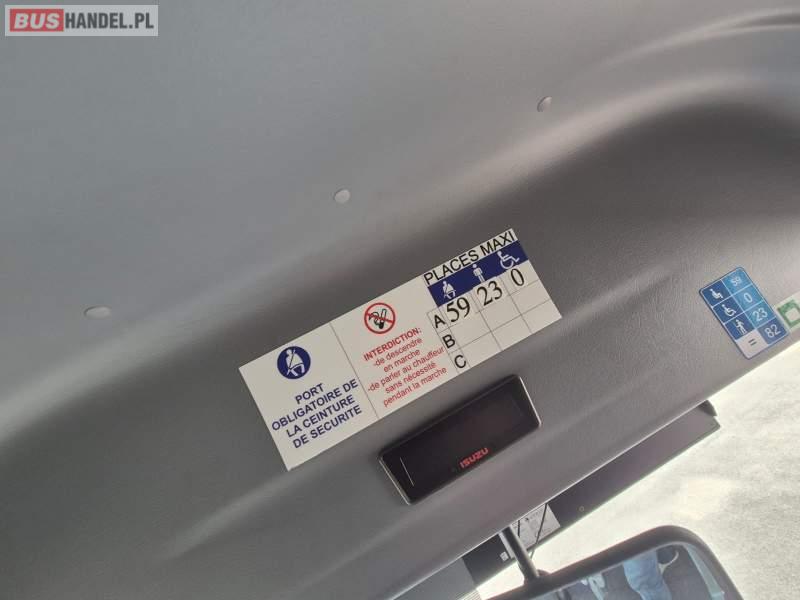 BUSHANDEL.PL
PORT
OBLIGATOIRE DE
LA CEINTURE
DE SECURITE
INTERDICTION:
-de descendre
en marche
-de parler au chauffeur
sans nécéssité
pendant la marche
PLACES MAXI
A 59 23 0
B
C
ISUZU
59
0
23
= 82